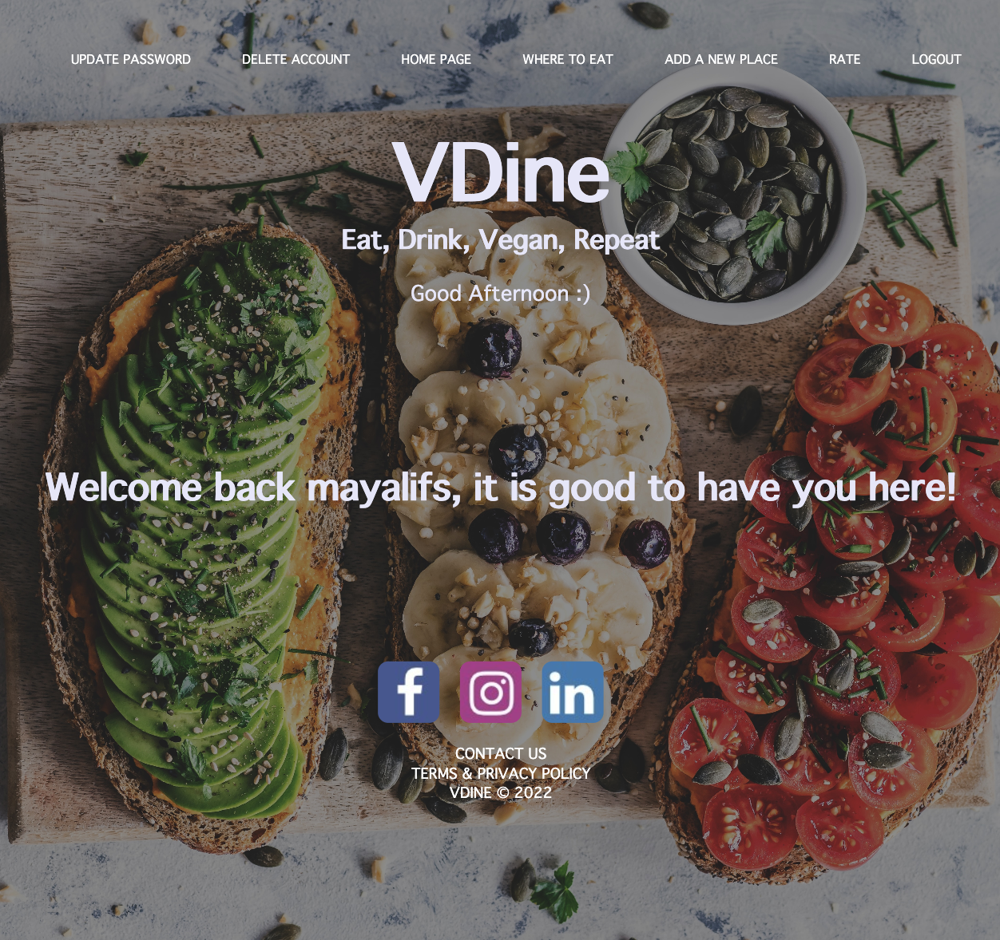 UPDATE PASSWORD DELETE ACCOUNT HOME PAGE WHERE TO EAT ADD A NEW PLACE RATE LOGOUT
VDine
Eat, Drink, Vegan, Repeat
Good Afternoon :)
Welcome back mayalifs, it is good to have you here!
f
in
CONTACT US
TERMS & PRIVACY POLICY
VDINE © 2022